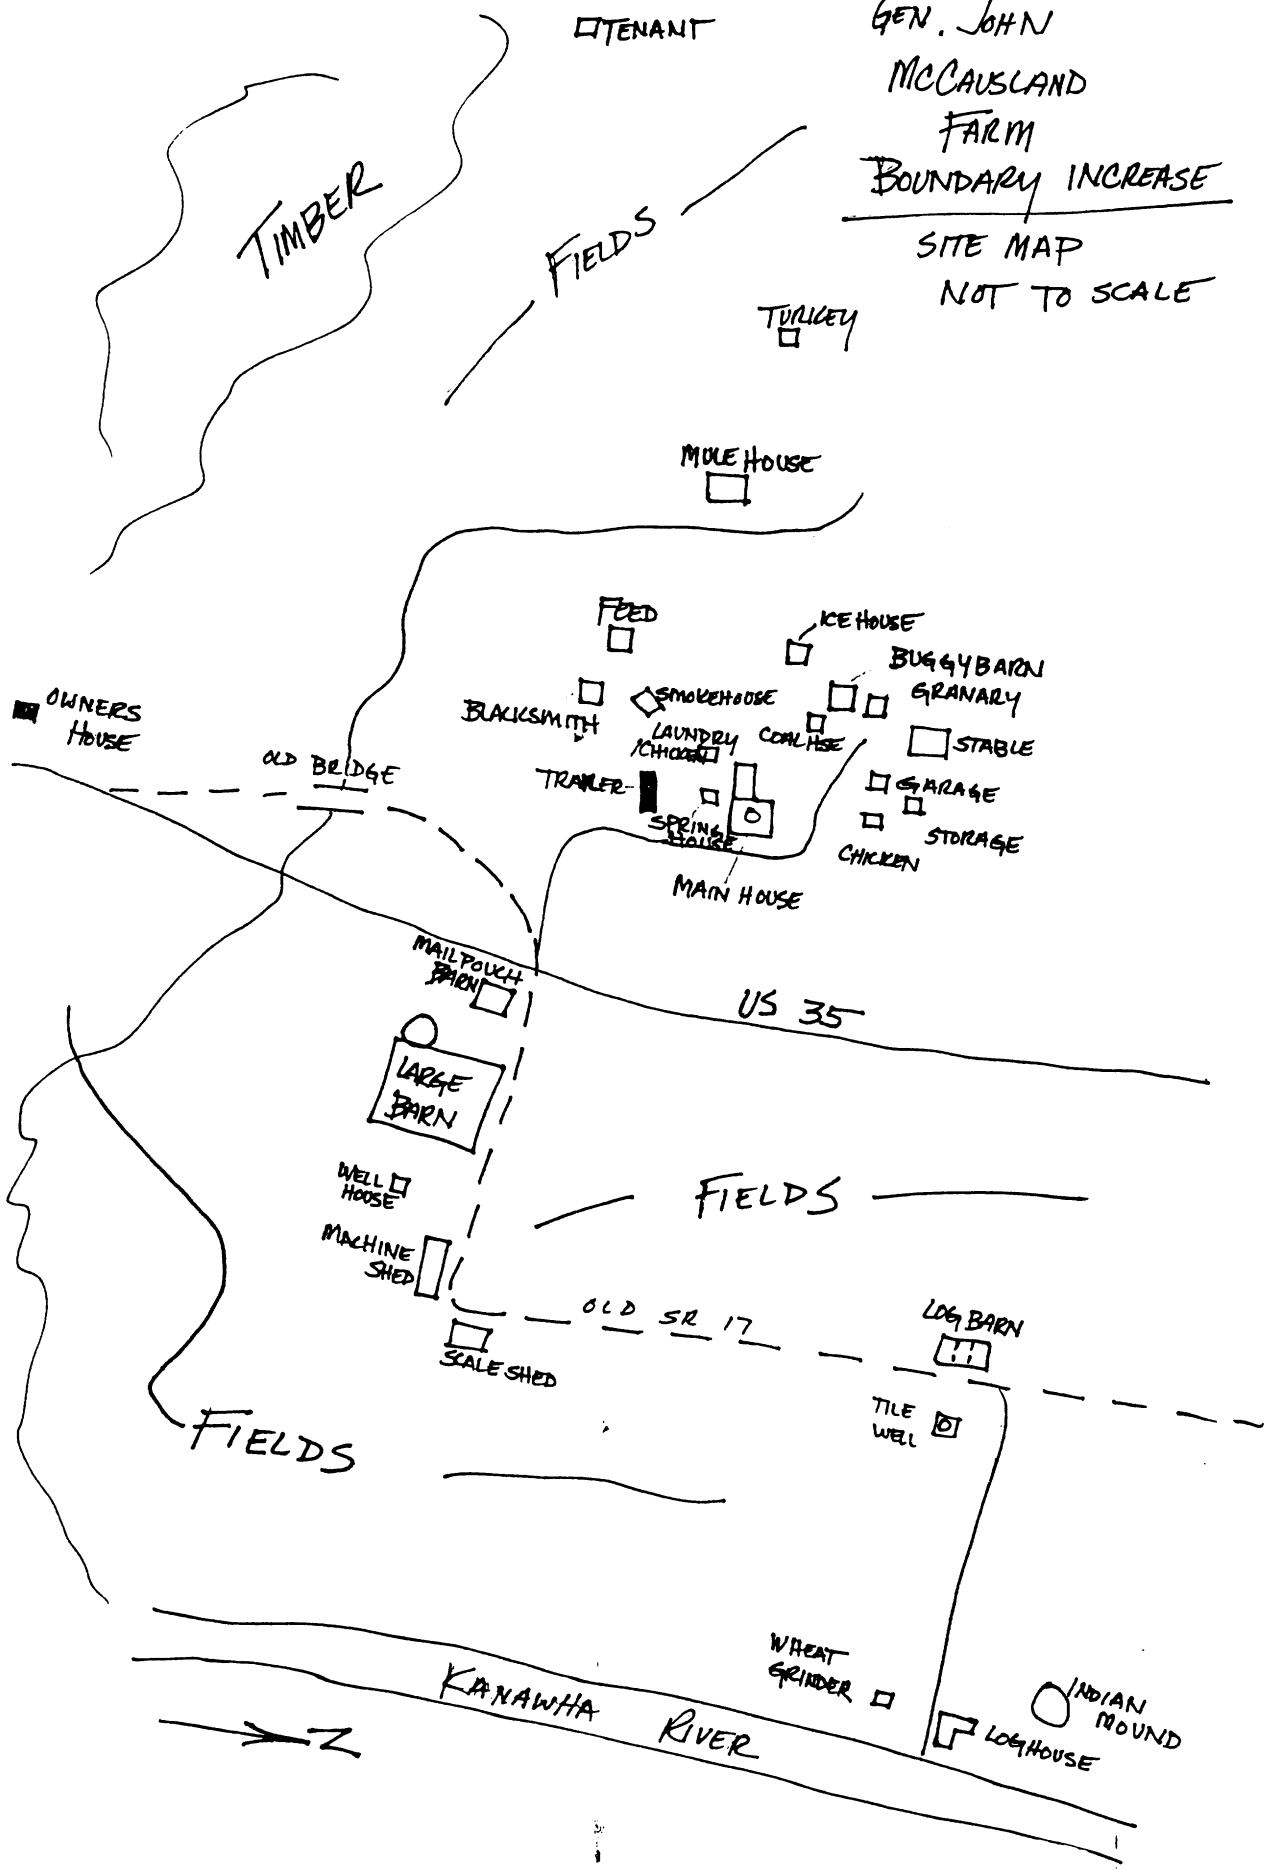 TENANT
GEN. JOHN
MCCAUSLAND
FARM
BOUNDARY INCREASE
SITE MAP
NOT TO SCALE
TIMBER
FIELDS
TURKEY
MULE HOUSE
FEED
ICE HOUSE
BUGGY BARN
GRANARY
SMOKEHOUSE
BLACKSMITH
OWNERS
HOUSE
LAUNDRY
/CHICKEN
COAL HSE
STABLE
OLD BRIDGE
TRAILER
GARAGE
SPRING
HOUSE
STORAGE
CHICKEN
MAIN HOUSE
MAIL POUCH
BARN
US 35
LARGE
BARN
WELL
HOUSE
FIELDS
MACHINE
SHED
OLD SR 17
LOG BARN
SCALE SHED
TILE
WELL
FIELDS
WHEAT
GRINDER
KANAWHA RIVER
INDIAN
MOUND
LOGHOUSE
N